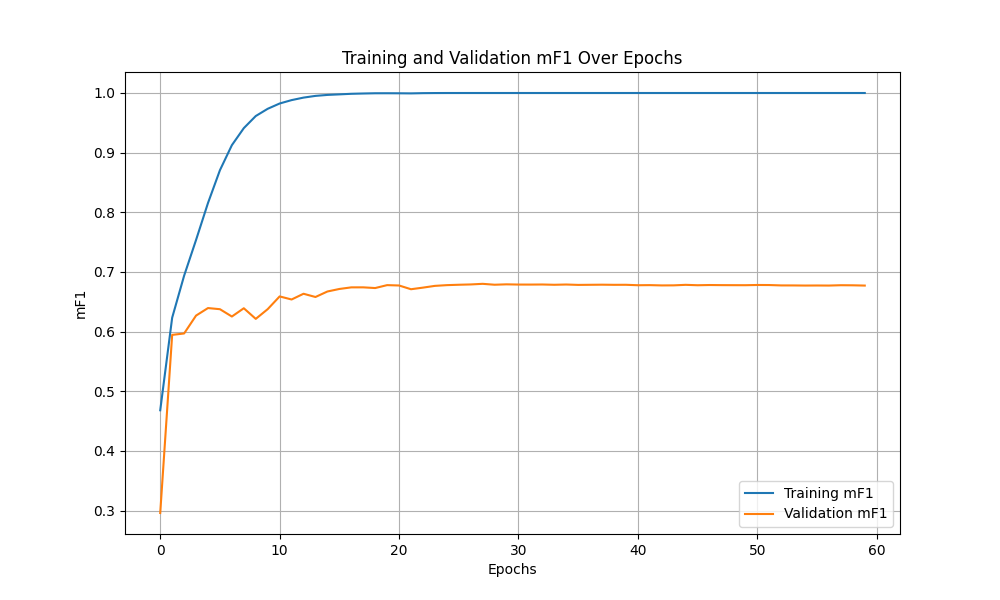 Training and Validation mF1 Over Epochs
1.0
0.9
0.8
0.7
0.6
0.5
0.4
0.3
mF1
0 10 20 30 40 50 60
Epochs
Training mF1
Validation mF1